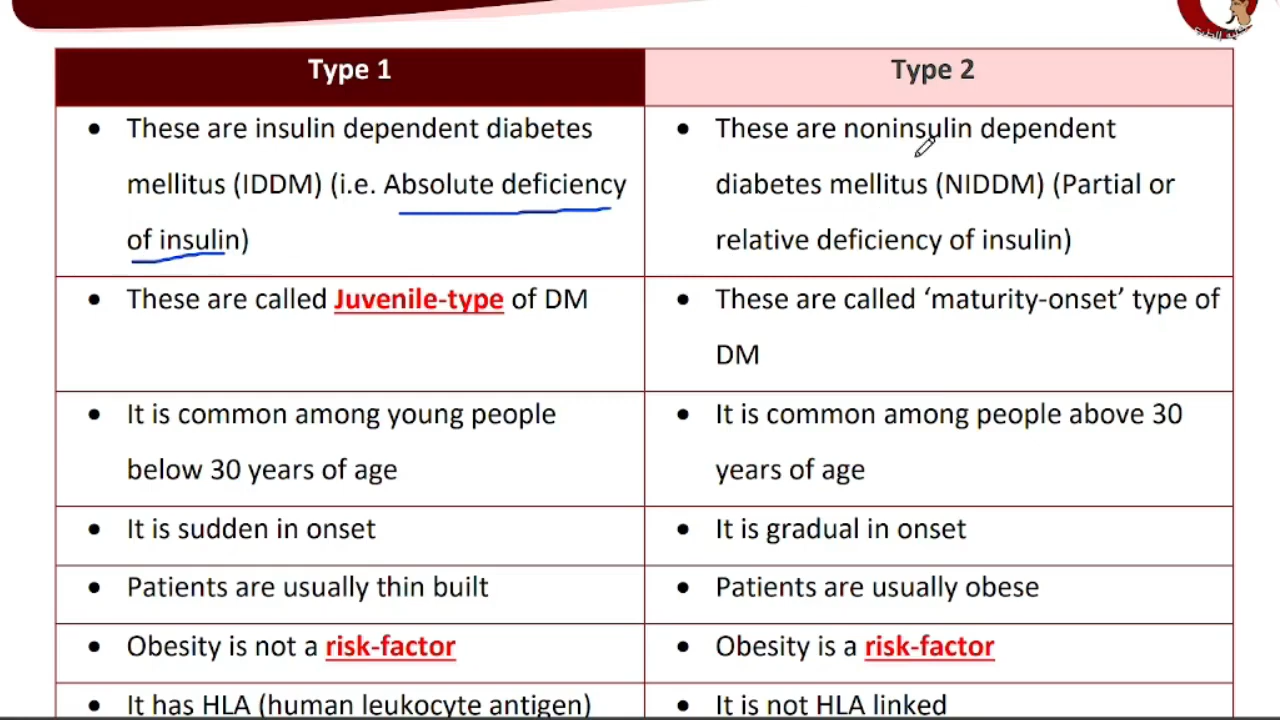 Type 1
Type 2
• These are insulin dependent diabetes
mellitus (IDDM) (i.e. Absolute deficiency
of insulin)
• These are noninsulin dependent
diabetes mellitus (NIDDM) (Partial or
relative deficiency of insulin)
• These are called Juvenile-type of DM
• These are called ‘maturity-onset’ type of
DM
• It is common among young people
below 30 years of age
• It is common among people above 30
years of age
• It is sudden in onset
• It is gradual in onset
• Patients are usually thin built
• Patients are usually obese
• Obesity is not a risk-factor
• Obesity is a risk-factor
• It has HLA (human leukocyte antigen)
• It is not HLA linked